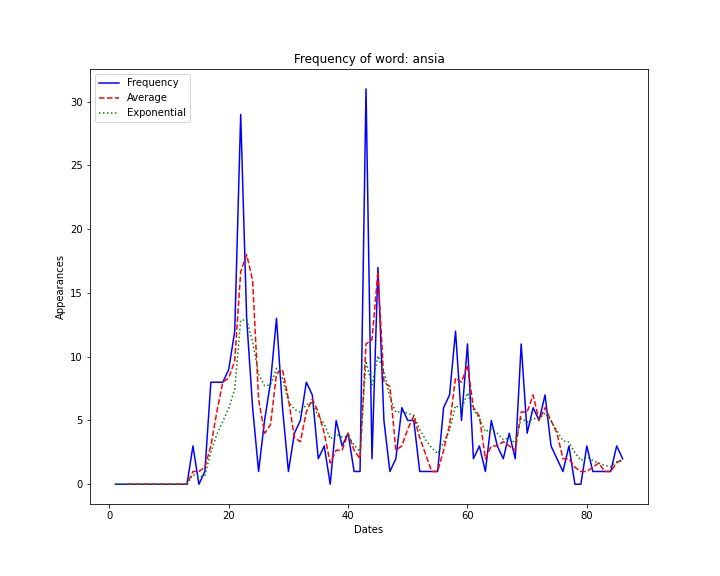 Frequency of word: ansia
Frequency
Average
Exponential
Appearances
30
25
20
15
10
5
0
0 20 40 60 80
Dates